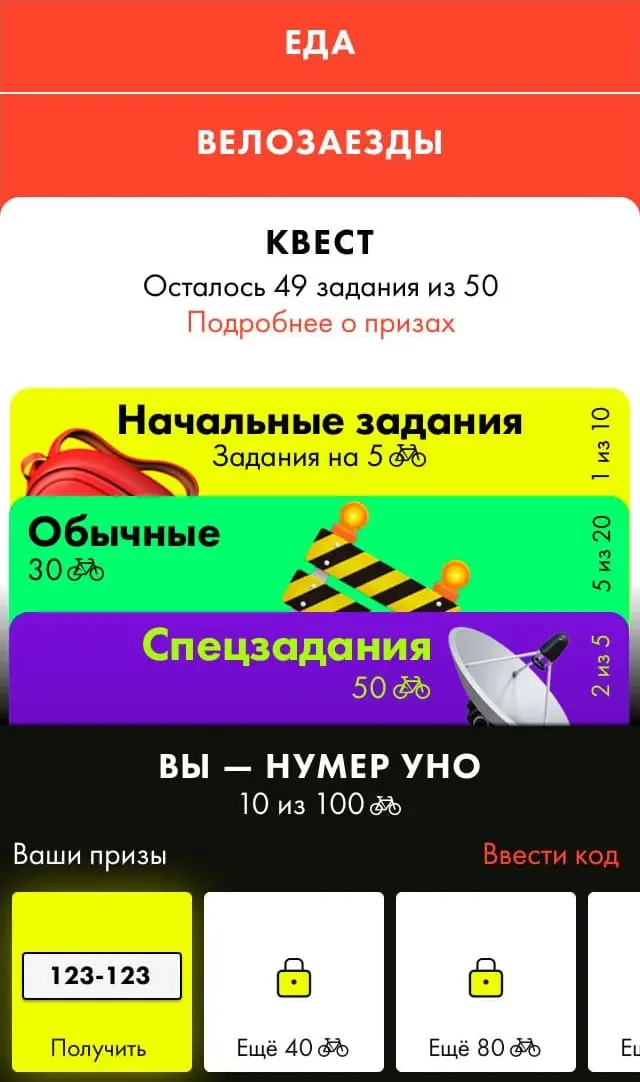 ЕДА
ВЕЛОЗАЕЗДЫ
КВЕСТ
Осталось 49 задания из 50
Подробнее о призах
Начальные задания
Задания на 5
1 из 10
Обычные
30
5 из 20
Спецзадания
50
2 из 5
ВЫ — НУМЕР УНО
10 из 100
Ваши призы
Ввести код
123-123
Получить
Ещё 40
Ещё 80